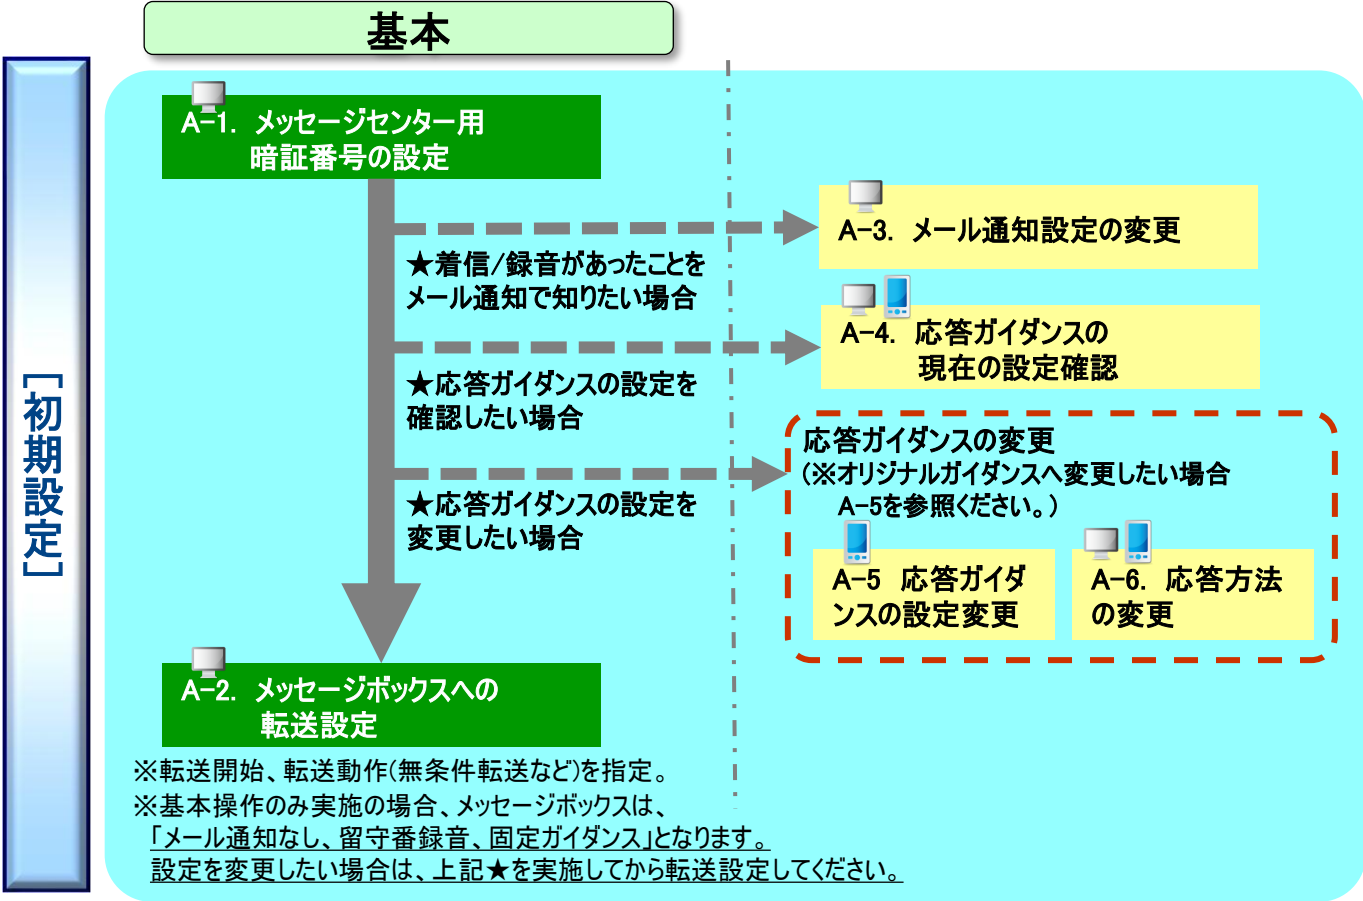 基本
[初期設定]
A-1. メッセージセンター用
暗証番号の設定
A-3. メール通知設定の変更
★着信/録音があったことを
メール通知で知りたい場合
A-4. 応答ガイダンスの
現在の設定確認
★応答ガイダンスの設定を
確認したい場合
応答ガイダンスの変更
(※オリジナルガイダンスへ変更したい場合
A-5を参照ください。)
★応答ガイダンスの設定を
変更したい場合
A-5 応答ガイダ
ンスの設定変更
A-6. 応答方法
の変更
A-2. メッセージボックスへの
転送設定
※転送開始、転送動作(無条件転送など)を指定。
※基本操作のみ実施の場合、メッセージボックスは、
「メール通知なし、留守番録音、固定ガイダンス」となります。
設定を変更したい場合は、上記★を実施してから転送設定してください。